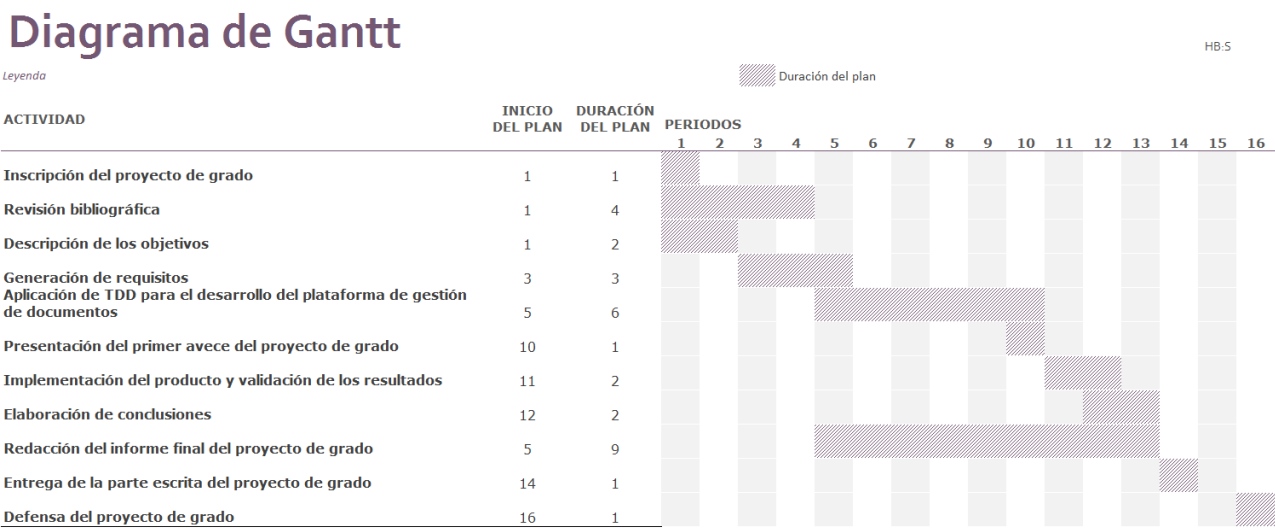 Diagrama de Gantt
HB:S
Leyenda
Duración del plan
ACTIVIDAD
INICIO DEL PLAN
DURACIÓN DEL PLAN
PERIODOS
1 2 3 4 5 6 7 8 9 10 11 12 13 14 15 16
Inscripción del proyecto de grado 1 1
Revisión bibliográfica 1 4
Descripción de los objetivos 1 2
Generación de requisitos 3 3
Aplicación de TDD para el desarrollo del plataforma de gestión
de documentos 5 6
Presentación del primer avece del proyecto de grado 10 1
Implementación del producto y validación de los resultados 11 2
Elaboración de conclusiones 12 2
Redacción del informe final del proyecto de grado 5 9
Entrega de la parte escrita del proyecto de grado 14 1
Defensa del proyecto de grado 16 1